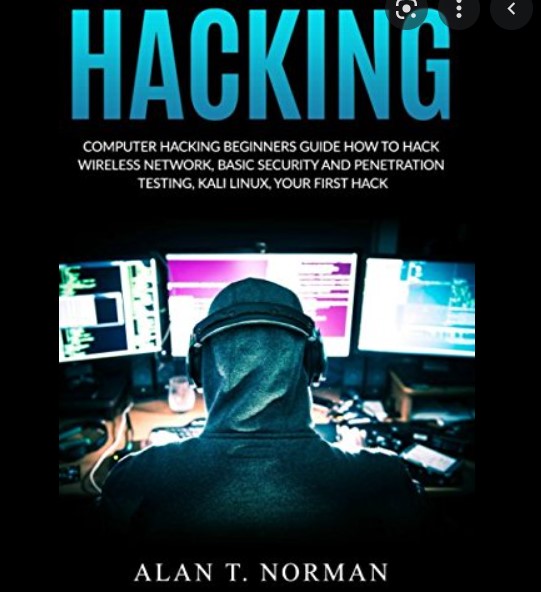 HACKING
COMPUTER HACKING BEGINNERS GUIDE HOW TO HACK
WIRELESS NETWORK, BASIC SECURITY AND PENETRATION
TESTING, KALI LINUX, YOUR FIRST HACK
ALAN T. NORMAN